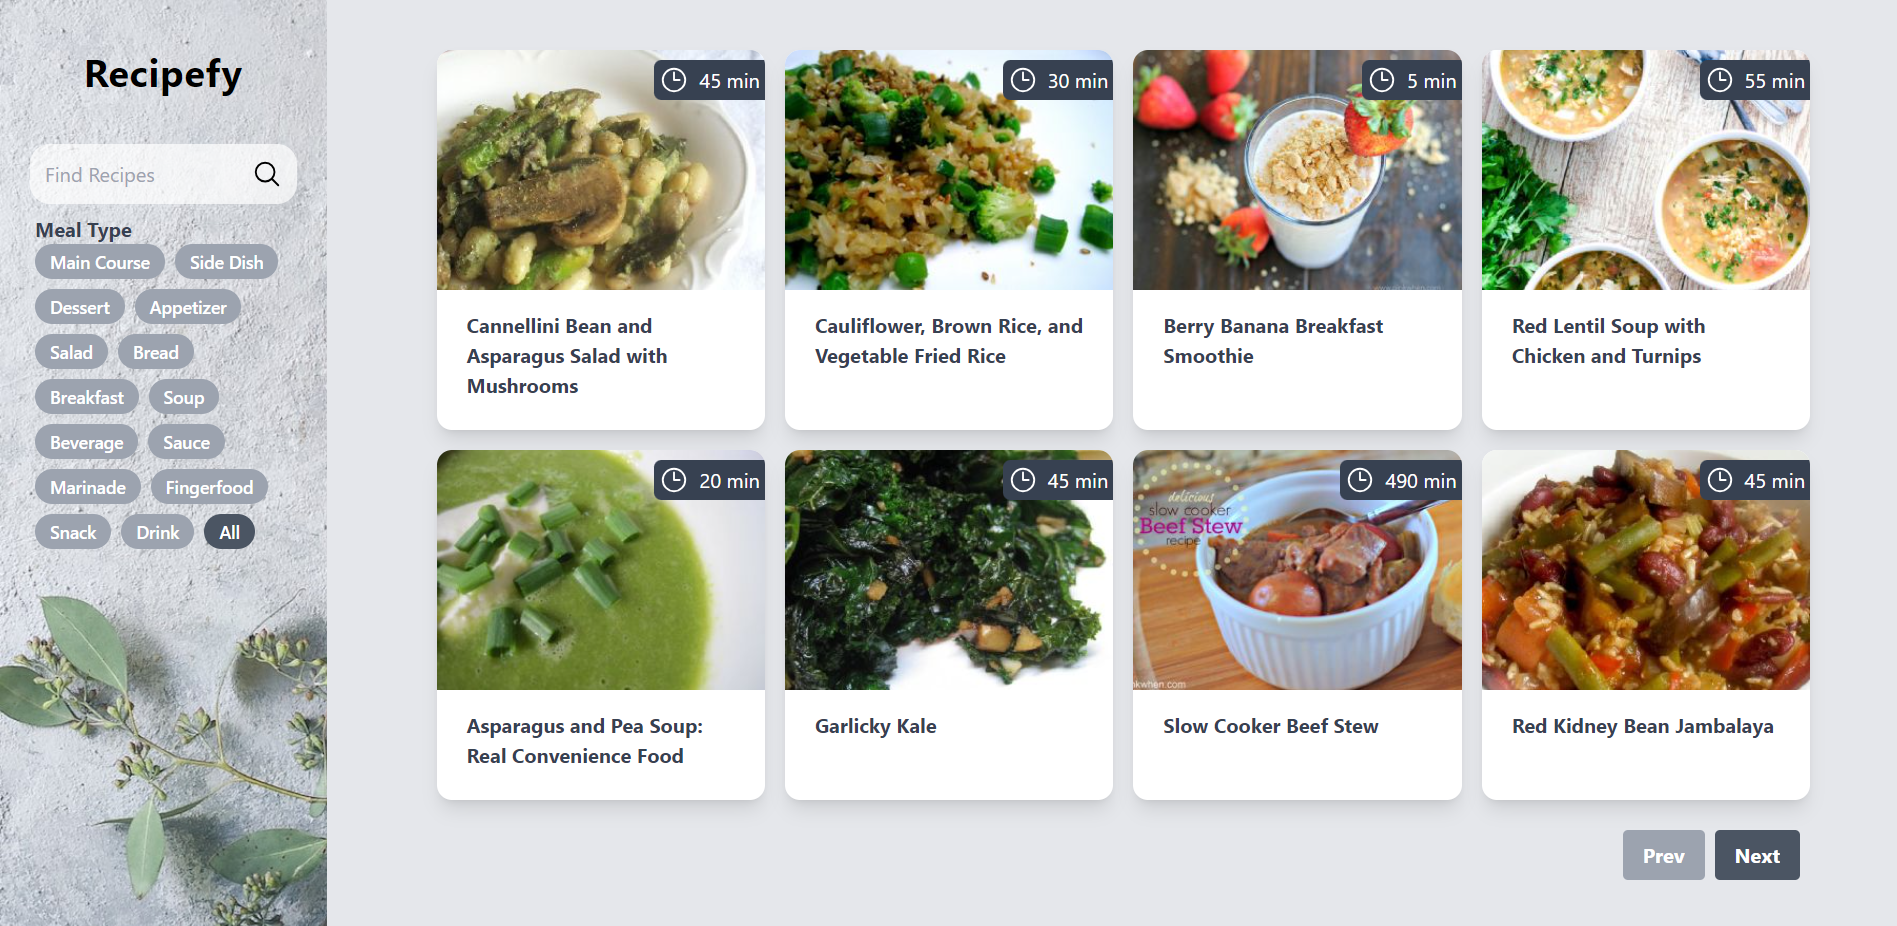 Recipefy
Find Recipes
Meal Type
Main Course
Side Dish
Dessert
Appetizer
Salad
Bread
Breakfast
Soup
Beverage
Sauce
Marinade
Fingerfood
Snack
Drink
All
45 min
Cannellini Bean and
Asparagus Salad with
Mushrooms
30 min
Cauliflower, Brown Rice, and
Vegetable Fried Rice
5 min
Berry Banana Breakfast
Smoothie
55 min
Red Lentil Soup with
Chicken and Turnips
20 min
Asparagus and Pea Soup:
Real Convenience Food
45 min
Garlicky Kale
490 min
delicious
slow cooker
Beef Stew
recipe
nkwhen.com
Slow Cooker Beef Stew
45 min
Red Kidney Bean Jambalaya
Prev
Next